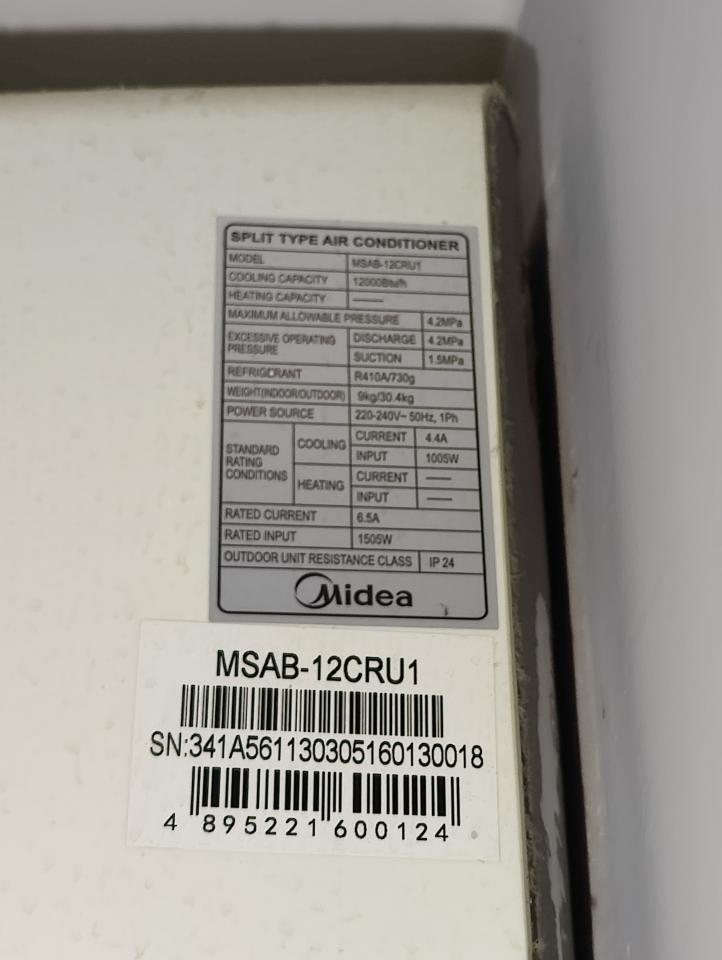 SPLIT TYPE AIR CONDITIONER
MODEL MSAB-12CRU1
COOLING CAPACITY 12000Btu/h
HEATING CAPACITY ——
MAXIMUM ALLOWABLE PRESSURE 4.2MPa
EXCESSIVE OPERATING PRESSURE DISCHARGE 4.2MPa
SUCTION 1.5MPa
REFRIGERANT R410A/730g
WEIGHT(INDOOR/OUTDOOR) 9kg/30.4kg
POWER SOURCE 220-240V~ 50Hz, 1Ph
STANDARD RATING CONDITIONS COOLING CURRENT 4.4A
INPUT 1005W
HEATING CURRENT ——
INPUT ——
RATED CURRENT 6.5A
RATED INPUT 1505W
OUTDOOR UNIT RESISTANCE CLASS IP 24
Midea
MSAB-12CRU1
SN:341A561130305160130018
4 895221 600124